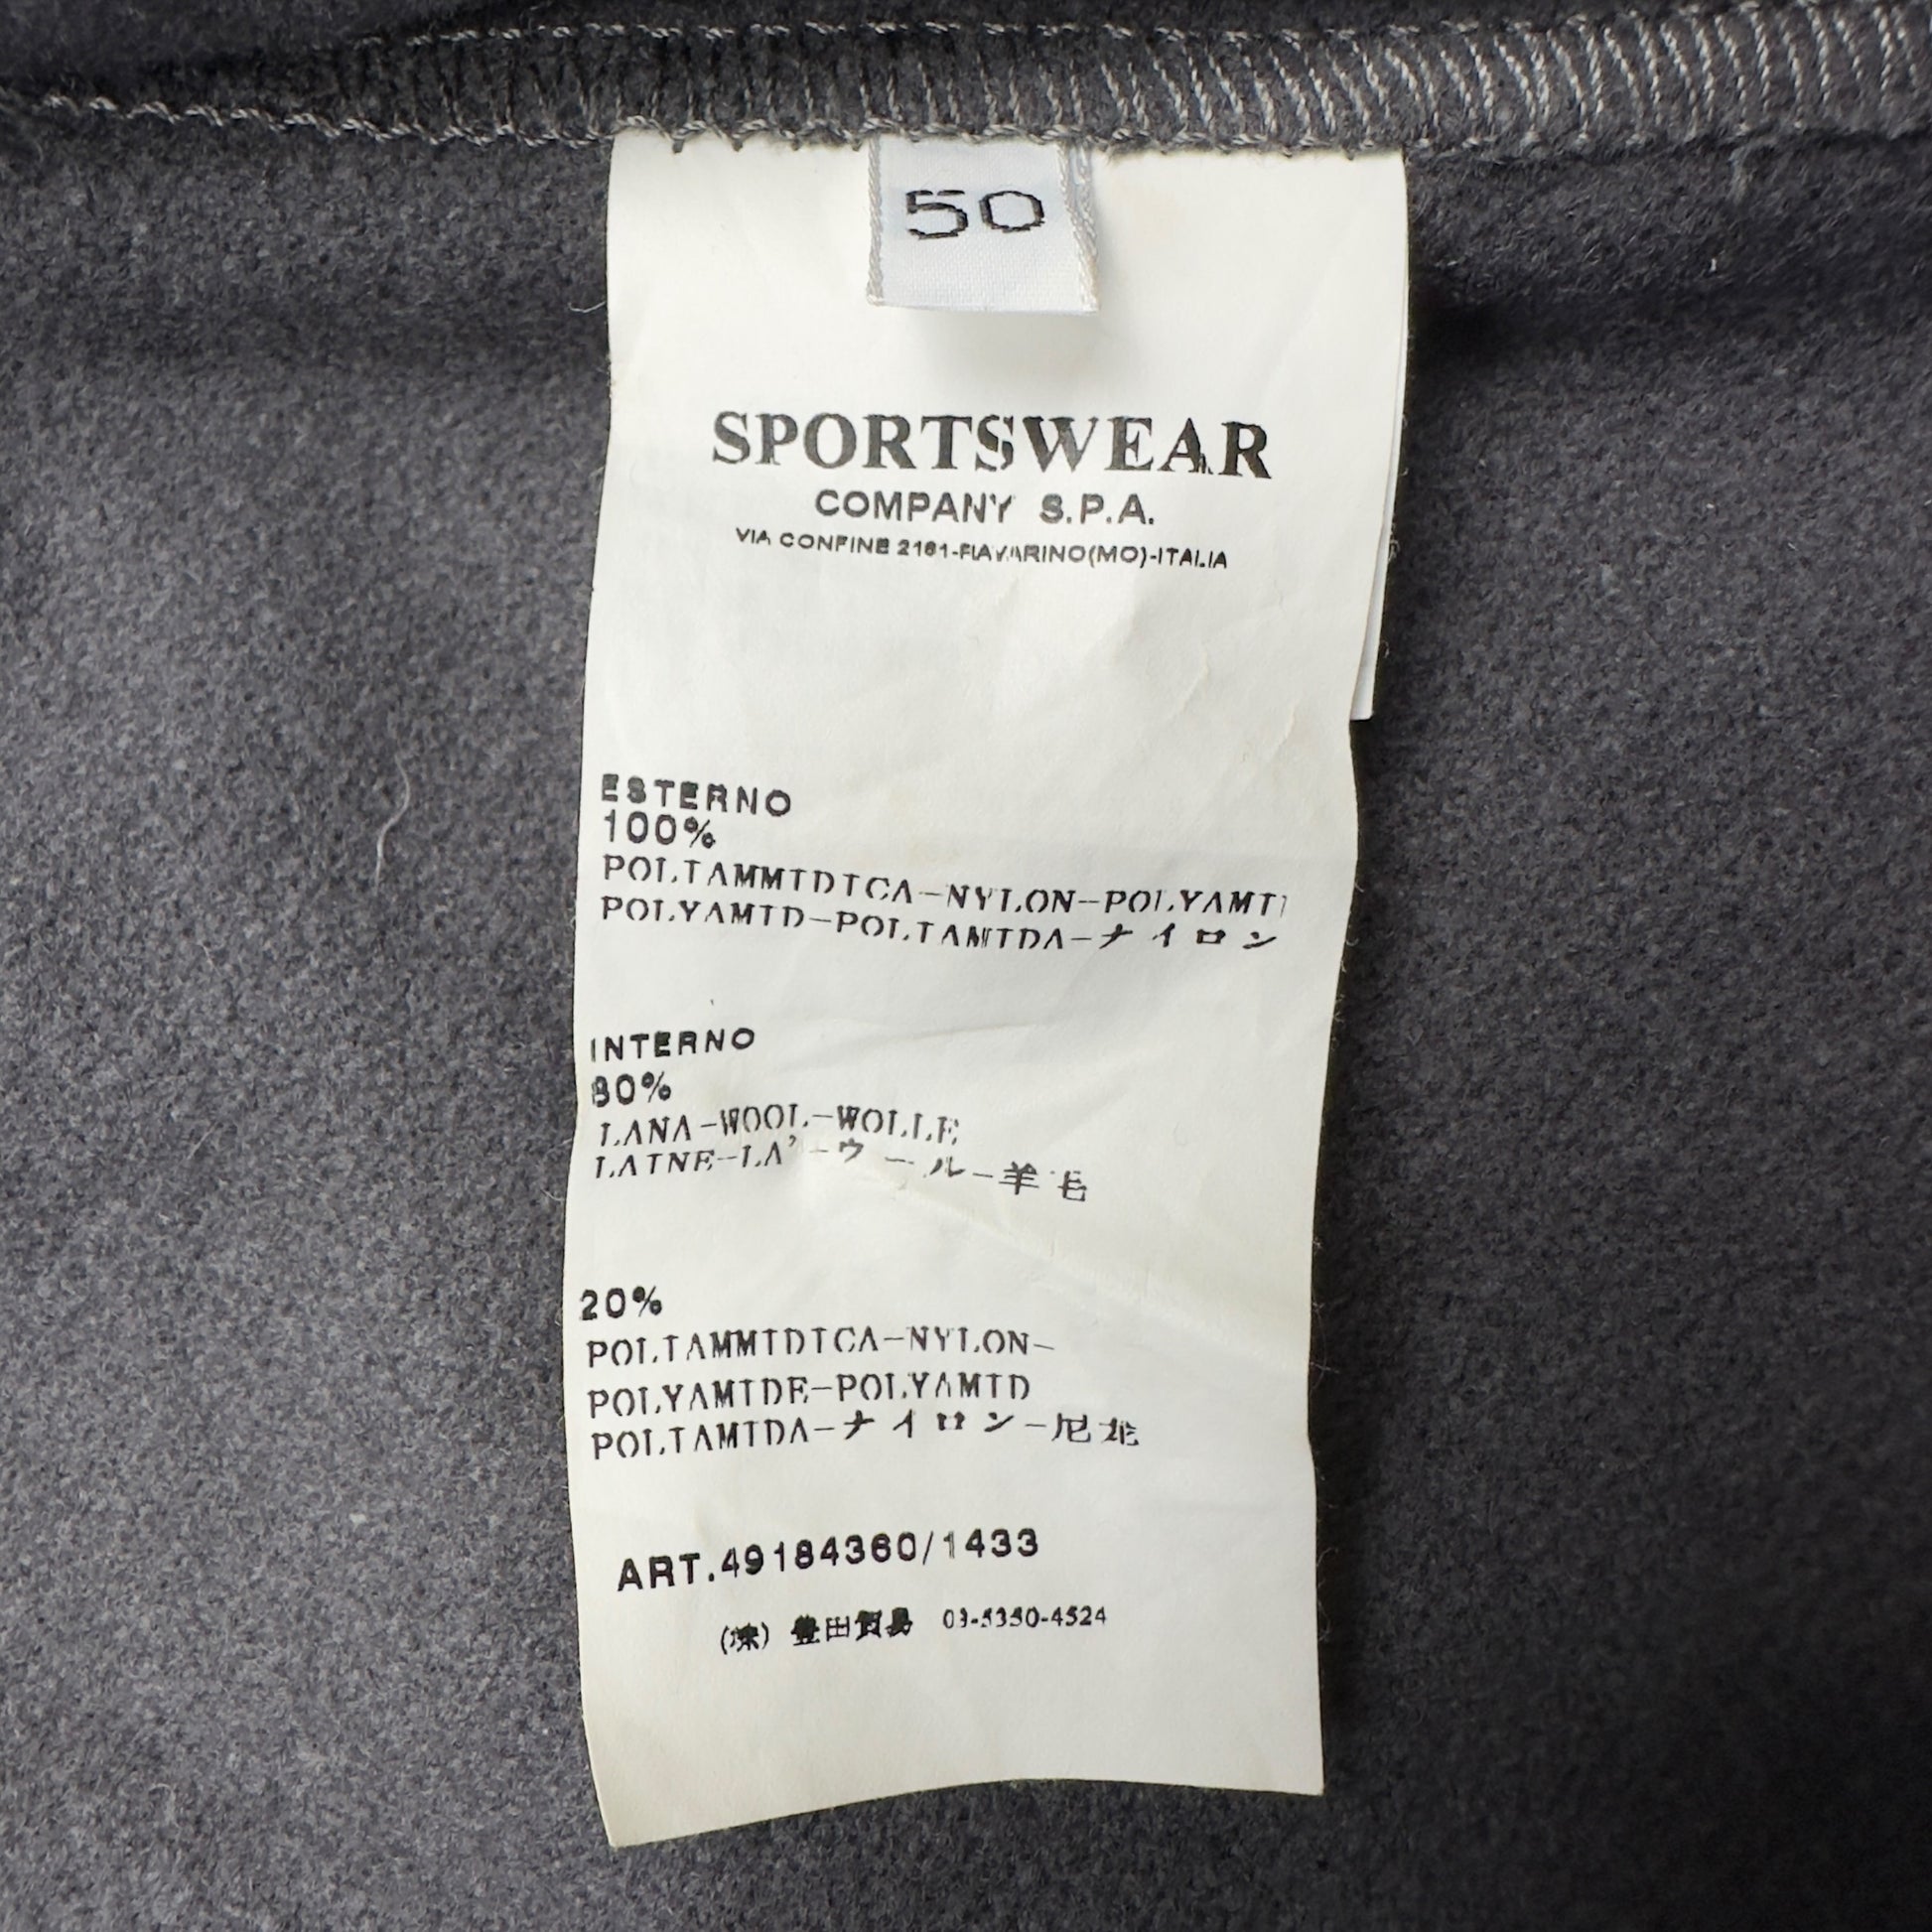 50
SPORTSWEAR
COMPANY S.P.A.
VIA CONFINE 2161-RAVARINO(MO)-ITALIA
ESTERNO
100%
POLIAMMIDICA-NYLON-POLYAMI
POLYAMID-POLIAMIDA-ナイロン
INTERNO
80%
LANA-WOOL-WOLLE
LAINE-LA'-ウール-羊毛
20%
POLIAMMIDICA-NYLON-
POLYAMIDE-POLYAMID
POLIAMIDA-ナイロン-尼龙
ART.49184360/1433
(株) 豊田貿易 03-5350-4524